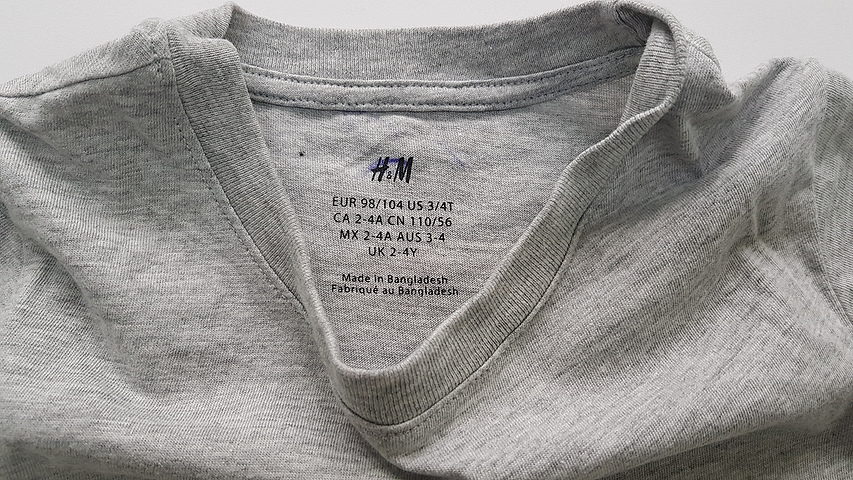 H&M
EUR 98/104 US 3/4T
CA 2-4A CN 110/56
MX 2-4A AUS 3-4
UK 2-4Y
Made in Bangladesh
Fabriqué au Bangladesh